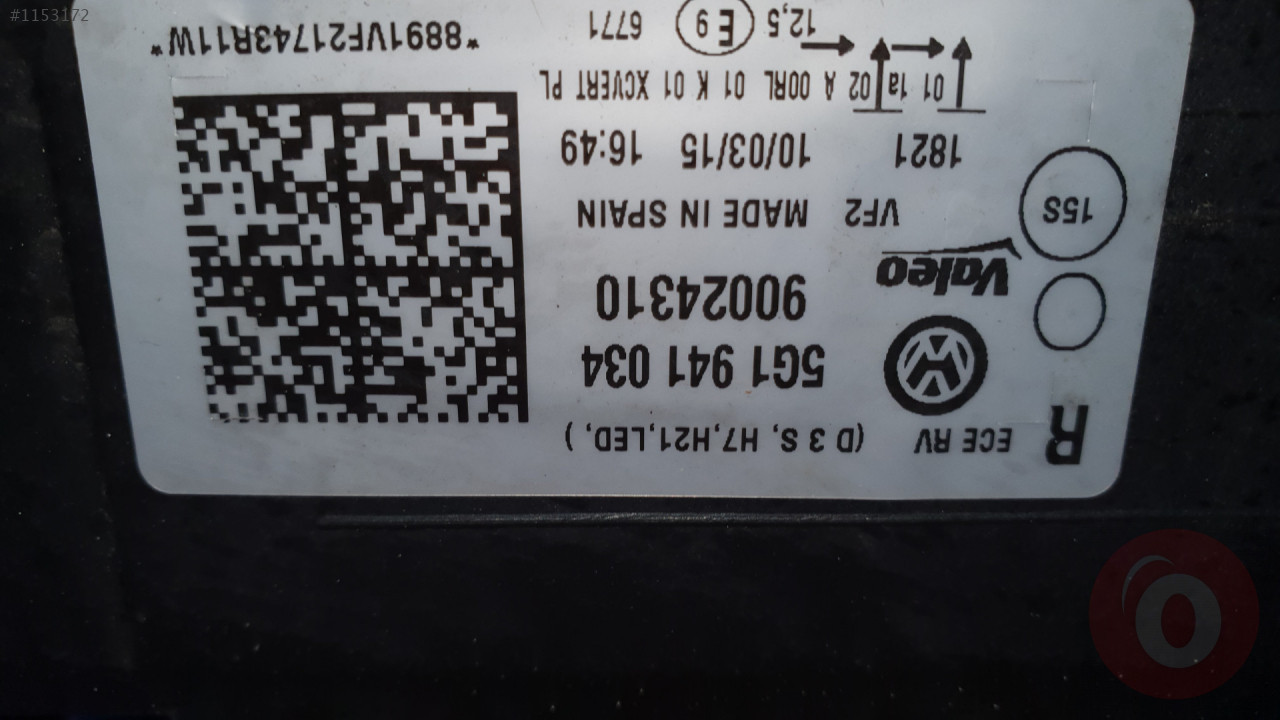 #1153172
R ECE RV (D 3 S, H7,H21,LED, )
5G1 941 034
90024310
Valeo
VF2 MADE IN SPAIN
15S
1821 10/03/15 16:49
01 1a 02 A 00RL 01 K 01 XCVERT PL
12,5 E 9 6771
*8891VF21743R11W*